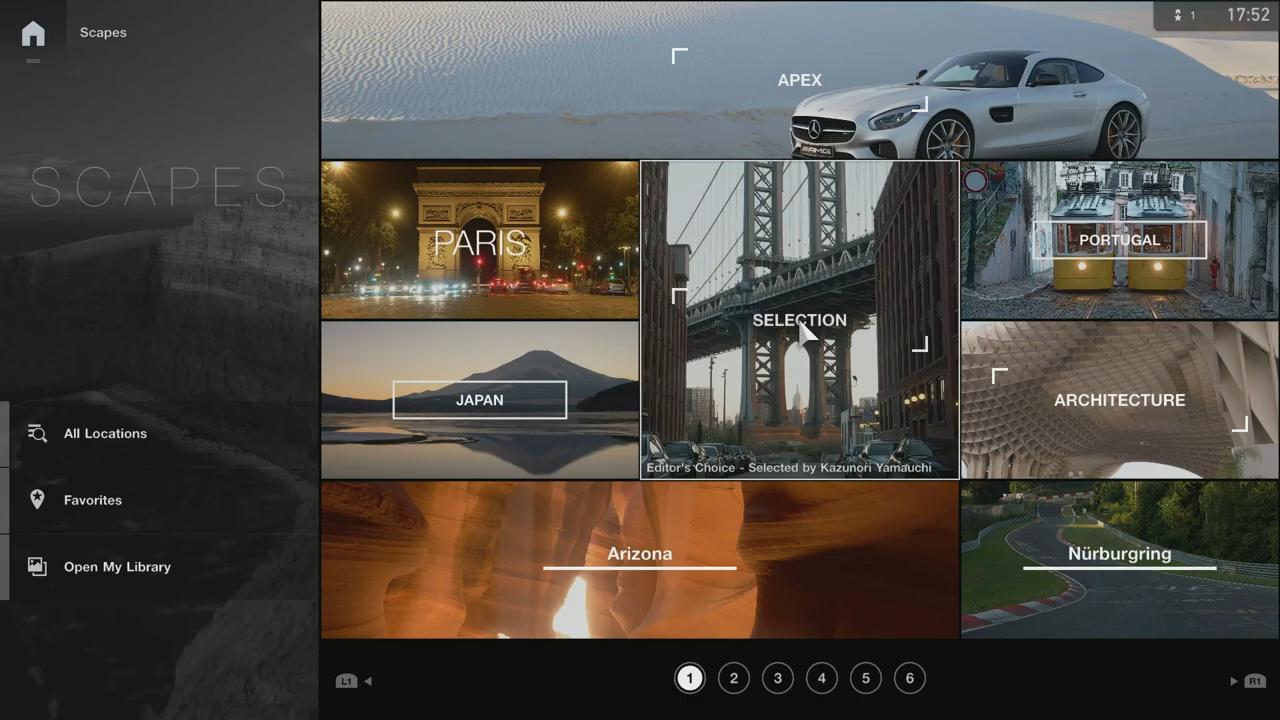 Scapes
1 17:52
SCAPES
APEX
AMG
PARIS
SELECTION
Editor's Choice - Selected by Kazunori Yamauchi
PORTUGAL
JAPAN
ARCHITECTURE
All Locations
Favorites
Open My Library
Arizona
Nürburgring
L1
1 2 3 4 5 6
R1